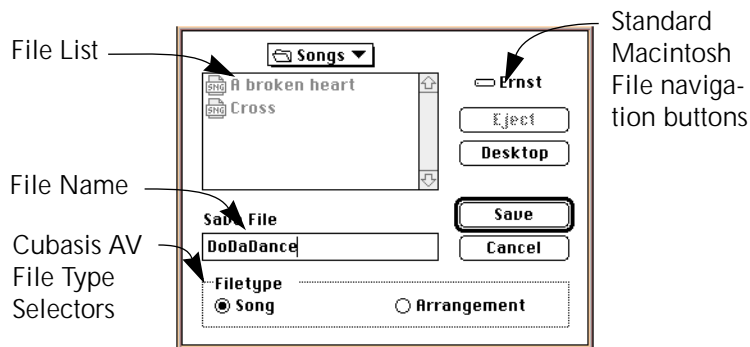 File List
Songs
A broken heart
Cross
Ernst
Eject
Desktop
Standard
Macintosh
File naviga-
tion buttons
File Name
Save File
DoDaDance
Save
Cancel
Cubasis AV
File Type
Selectors
Filetype
Song
Arrangement